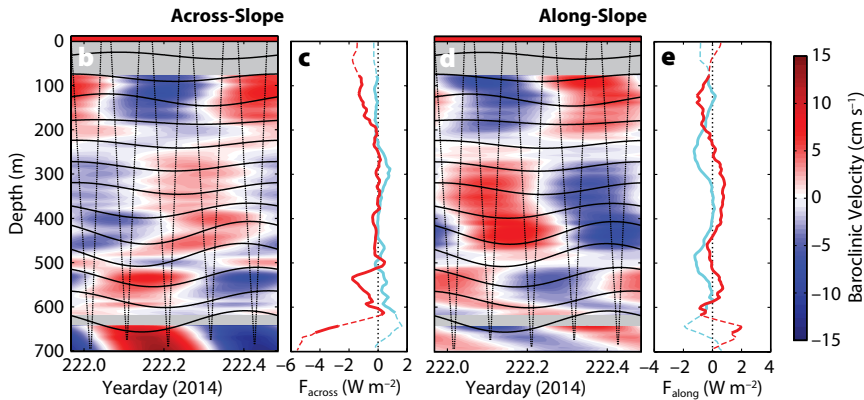 Across-Slope
Along-Slope
b
c
d
e
0
100
200
300
400
500
600
700
Depth (m)
222.0 222.2 222.4
Yearday (2014)
−6 −4 −2 0 2
F_across (W m⁻²)
222.0 222.2 222.4
Yearday (2014)
−4 −2 0 2 4
F_along (W m⁻²)
15
10
5
0
−5
−10
−15
Baroclinic Velocity (cm s⁻¹)